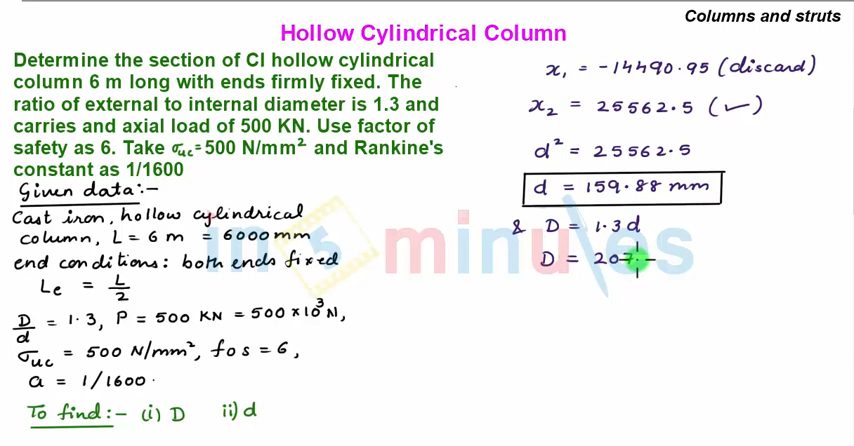 Columns and struts
Hollow Cylindrical Column
Determine the section of CI hollow cylindrical
column 6 m long with ends firmly fixed. The
ratio of external to internal diameter is 1.3 and
carries and axial load of 500 KN. Use factor of
safety as 6. Take σuc=500 N/mm² and Rankine's
constant as 1/1600
Given data:-
Cast iron, hollow cylindrical
column, L = 6 m = 6000 mm
end conditions: both ends fixed
Le = L/2
D/d = 1.3, P = 500 KN = 500 × 10³ N,
σuc = 500 N/mm², fos = 6,
a = 1/1600.
To find:- (i) D ii) d
x₁ = -14490.95 (discard)
x₂ = 25562.5 (✓)
d² = 25562.5
d = 159.88 mm
& D = 1.3d
D = 207.
in 5 minutes